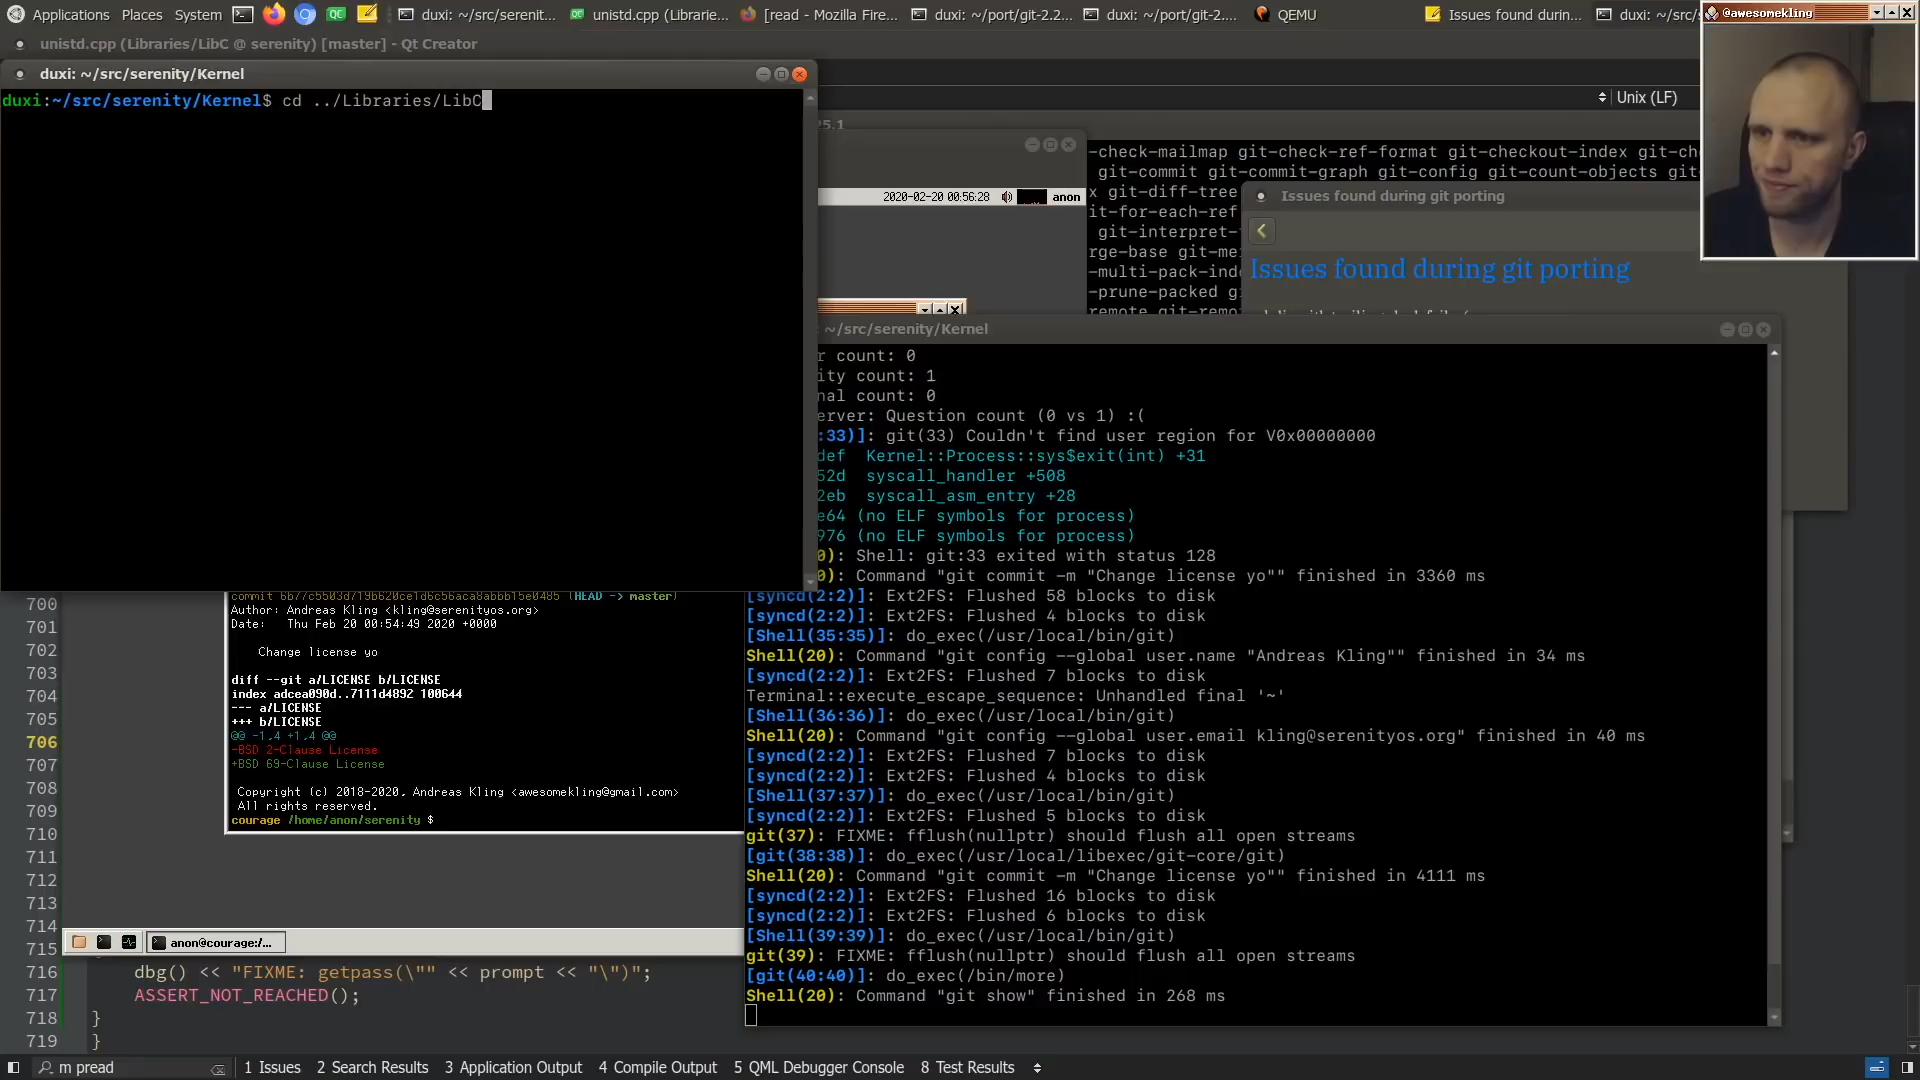 Applications Places System duxi: ~/src/serenit... unistd.cpp (Librarie... [read - Mozilla Fire... duxi: ~/port/git-2.2... duxi: ~/port/git-2.... QEMU Issues found durin... duxi: ~/src/s
@awesomekling
unistd.cpp (Libraries/LibC @ serenity) [master] - Qt Creator
duxi: ~/src/serenity/Kernel
duxi:~/src/serenity/Kernel$ cd ../Libraries/LibC
Unix (LF)
25.1
-check-mailmap git-check-ref-format git-checkout-index git-ch
git-commit git-commit-graph git-config git-count-objects git-
x git-diff-tree
it-for-each-ref
git-interpret-
rge-base git-me
-multi-pack-ind
-prune-packed g
remote git-remo
2020-02-20 00:56:28 anon
Issues found during git porting
Issues found during git porting
~/src/serenity/Kernel
r count: 0
ity count: 1
nal count: 0
erver: Question count (0 vs 1) :(
:33)]: git(33) Couldn't find user region for V0x00000000
def Kernel::Process::sys$exit(int) +31
52d syscall_handler +508
2eb syscall_asm_entry +28
e64 (no ELF symbols for process)
976 (no ELF symbols for process)
0): Shell: git:33 exited with status 128
0): Command "git commit -m "Change license yo"" finished in 3360 ms
[syncd(2:2)]: Ext2FS: Flushed 58 blocks to disk
[syncd(2:2)]: Ext2FS: Flushed 4 blocks to disk
[Shell(35:35)]: do_exec(/usr/local/bin/git)
Shell(20): Command "git config --global user.name "Andreas Kling"" finished in 34 ms
[syncd(2:2)]: Ext2FS: Flushed 7 blocks to disk
Terminal::execute_escape_sequence: Unhandled final '~'
[Shell(36:36)]: do_exec(/usr/local/bin/git)
Shell(20): Command "git config --global user.email kling@serenityos.org" finished in 40 ms
[syncd(2:2)]: Ext2FS: Flushed 7 blocks to disk
[syncd(2:2)]: Ext2FS: Flushed 4 blocks to disk
[Shell(37:37)]: do_exec(/usr/local/bin/git)
[syncd(2:2)]: Ext2FS: Flushed 5 blocks to disk
git(37): FIXME: fflush(nullptr) should flush all open streams
[git(38:38)]: do_exec(/usr/local/libexec/git-core/git)
Shell(20): Command "git commit -m "Change license yo"" finished in 4111 ms
[syncd(2:2)]: Ext2FS: Flushed 16 blocks to disk
[syncd(2:2)]: Ext2FS: Flushed 6 blocks to disk
[Shell(39:39)]: do_exec(/usr/local/bin/git)
git(39): FIXME: fflush(nullptr) should flush all open streams
[git(40:40)]: do_exec(/bin/more)
Shell(20): Command "git show" finished in 268 ms
(HEAD -> master)
Author: Andreas Kling <kling@serenityos.org>
Date: Thu Feb 20 00:54:49 2020 +0000
Change license yo
diff --git a/LICENSE b/LICENSE
index adcea090d..7111d4892 100644
--- a/LICENSE
+++ b/LICENSE
@@ -1,4 +1,4 @@
-BSD 2-Clause License
+BSD 69-Clause License
Copyright (c) 2018-2020, Andreas Kling <awesomekling@gmail.com>
All rights reserved.
courage /home/anon/serenity $
anon@courage:/...
700
701
702
703
704
705
706
707
708
709
710
711
712
713
714
715
716 dbg() << "FIXME: getpass(\"" << prompt << "\")";
717 ASSERT_NOT_REACHED();
718 }
719 }
m pread 1 Issues 2 Search Results 3 Application Output 4 Compile Output 5 QML Debugger Console 8 Test Results